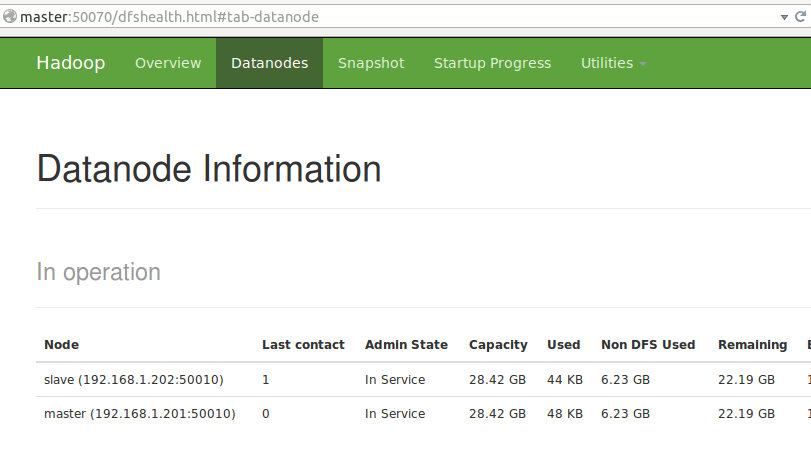 master:50070/dfshealth.html#tab-datanode
Hadoop Overview Datanodes Snapshot Startup Progress Utilities
Datanode Information
In operation
Node Last contact Admin State Capacity Used Non DFS Used Remaining
slave (192.168.1.202:50010) 1 In Service 28.42 GB 44 KB 6.23 GB 22.19 GB
master (192.168.1.201:50010) 0 In Service 28.42 GB 48 KB 6.23 GB 22.19 GB